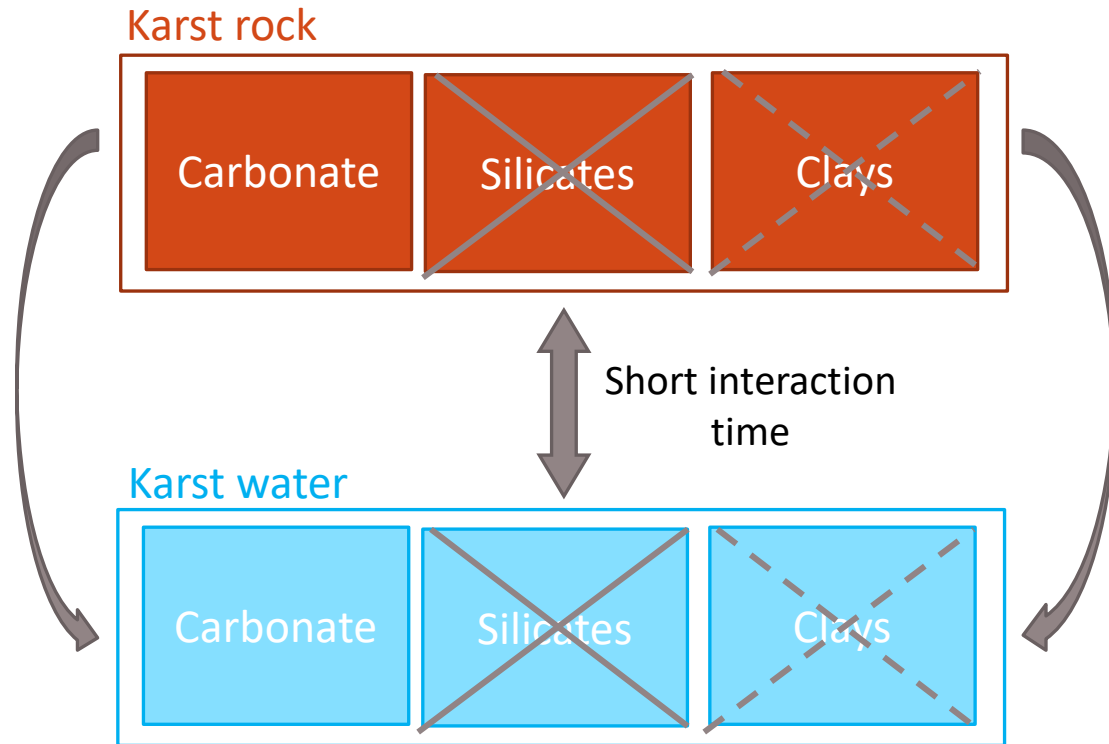 Karst rock
Carbonate
Silicates
Clays
Short interaction
time
Karst water
Carbonate
Silicates
Clays